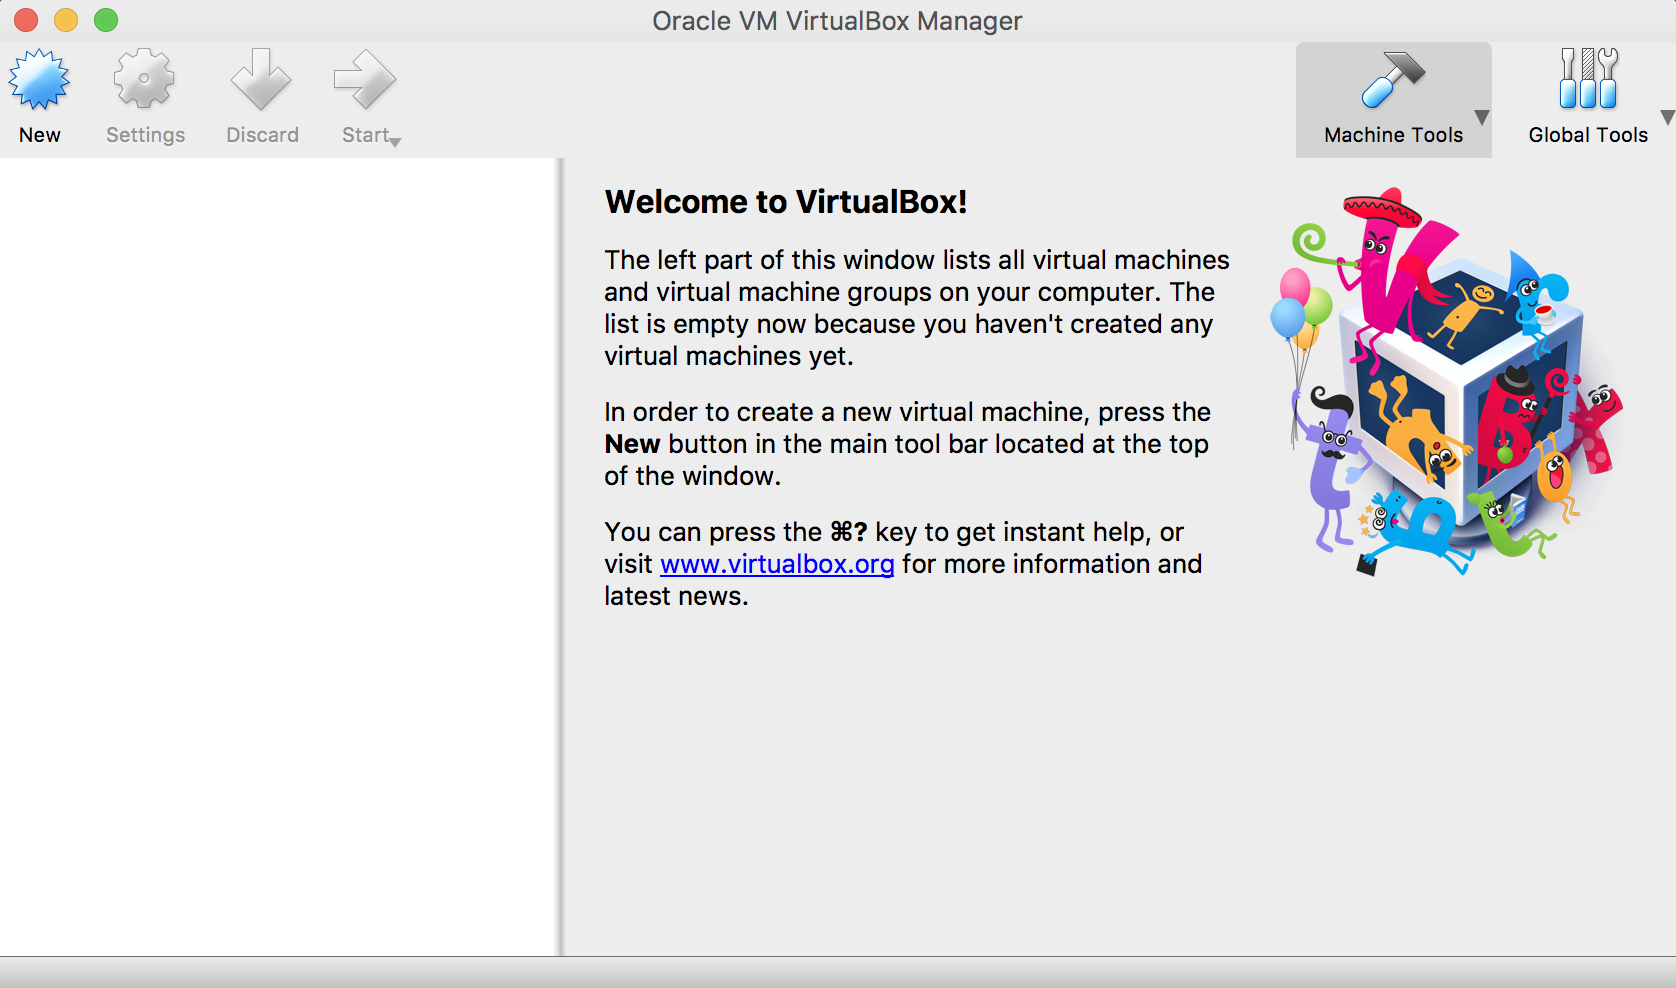 Oracle VM VirtualBox Manager
New
Settings
Discard
Start
Machine Tools
Global Tools
Welcome to VirtualBox!
The left part of this window lists all virtual machines
and virtual machine groups on your computer. The
list is empty now because you haven't created any
virtual machines yet.
In order to create a new virtual machine, press the
New button in the main tool bar located at the top
of the window.
You can press the ⌘? key to get instant help, or
visit www.virtualbox.org for more information and
latest news.